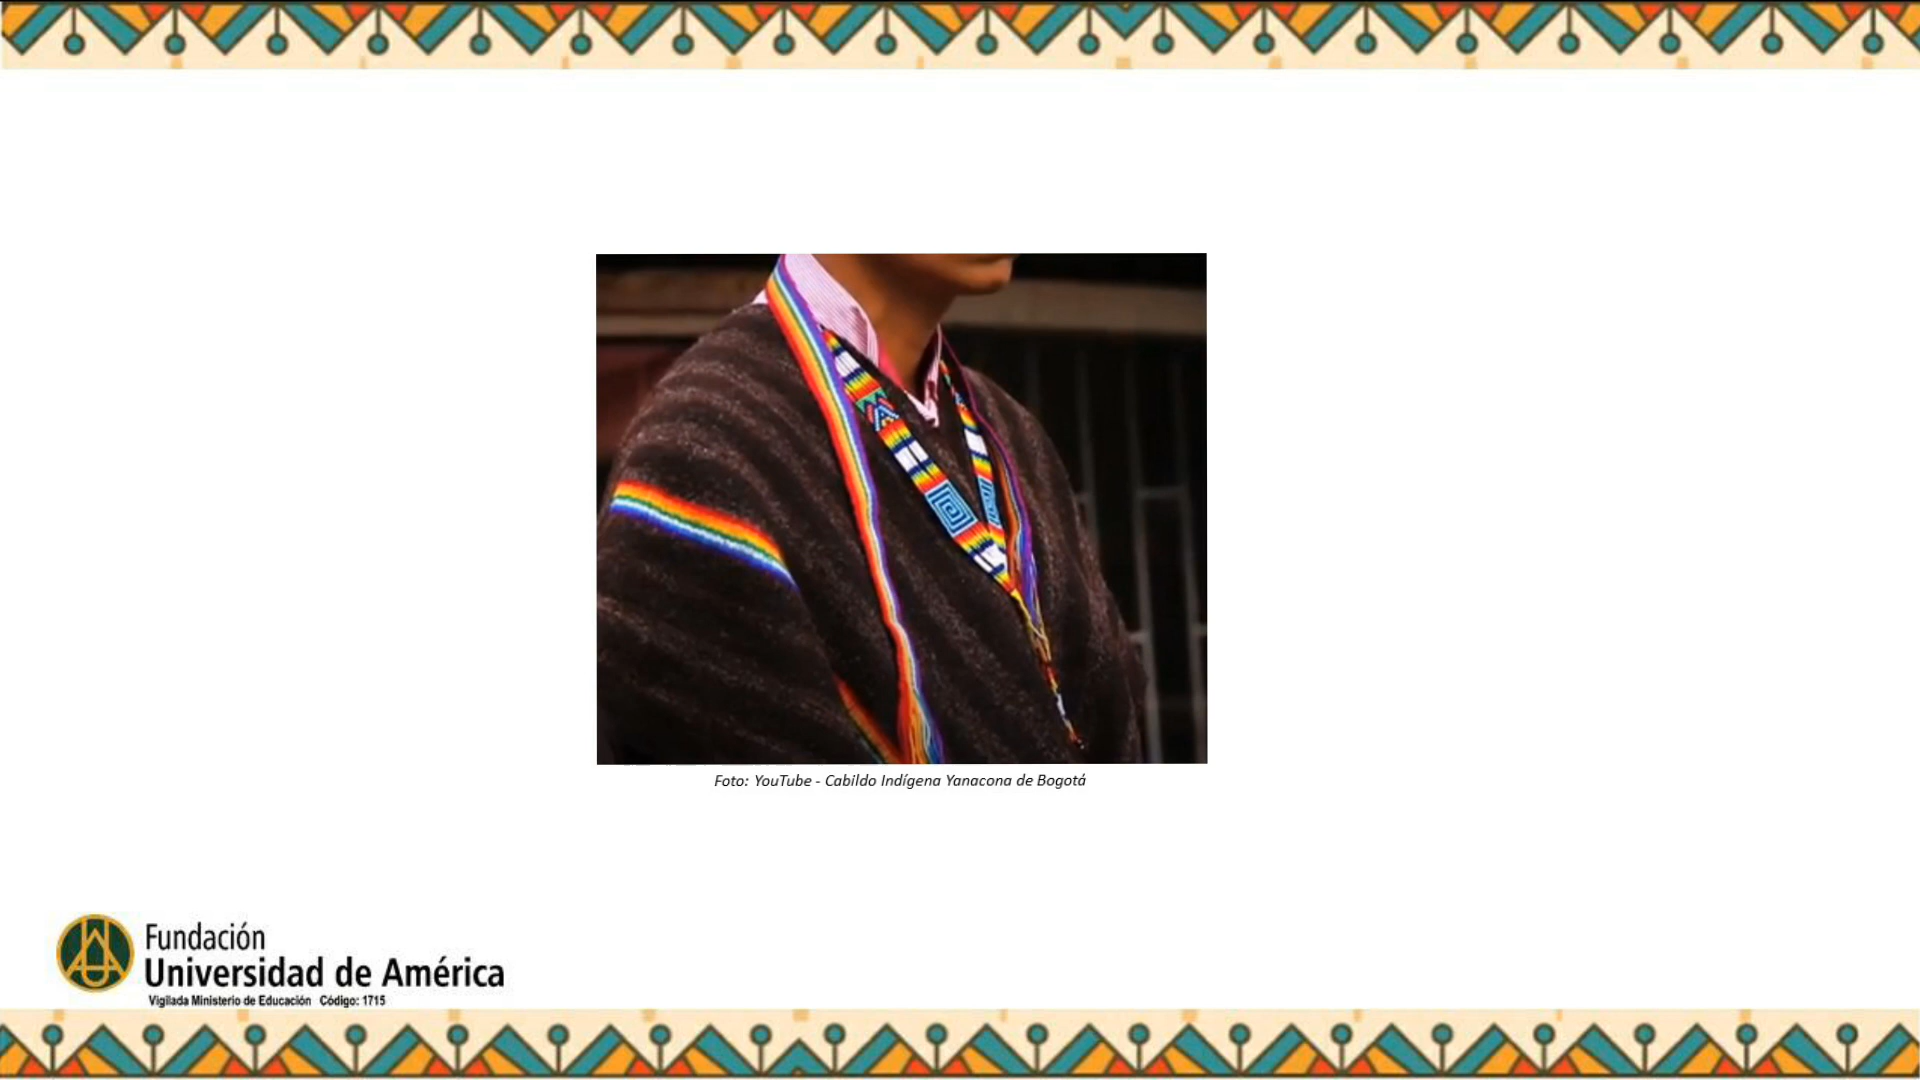 Foto: YouTube - Cabildo Indígena Yanacona de Bogotá
Fundación
Universidad de América
Vigilada Ministerio de Educación Código: 1715